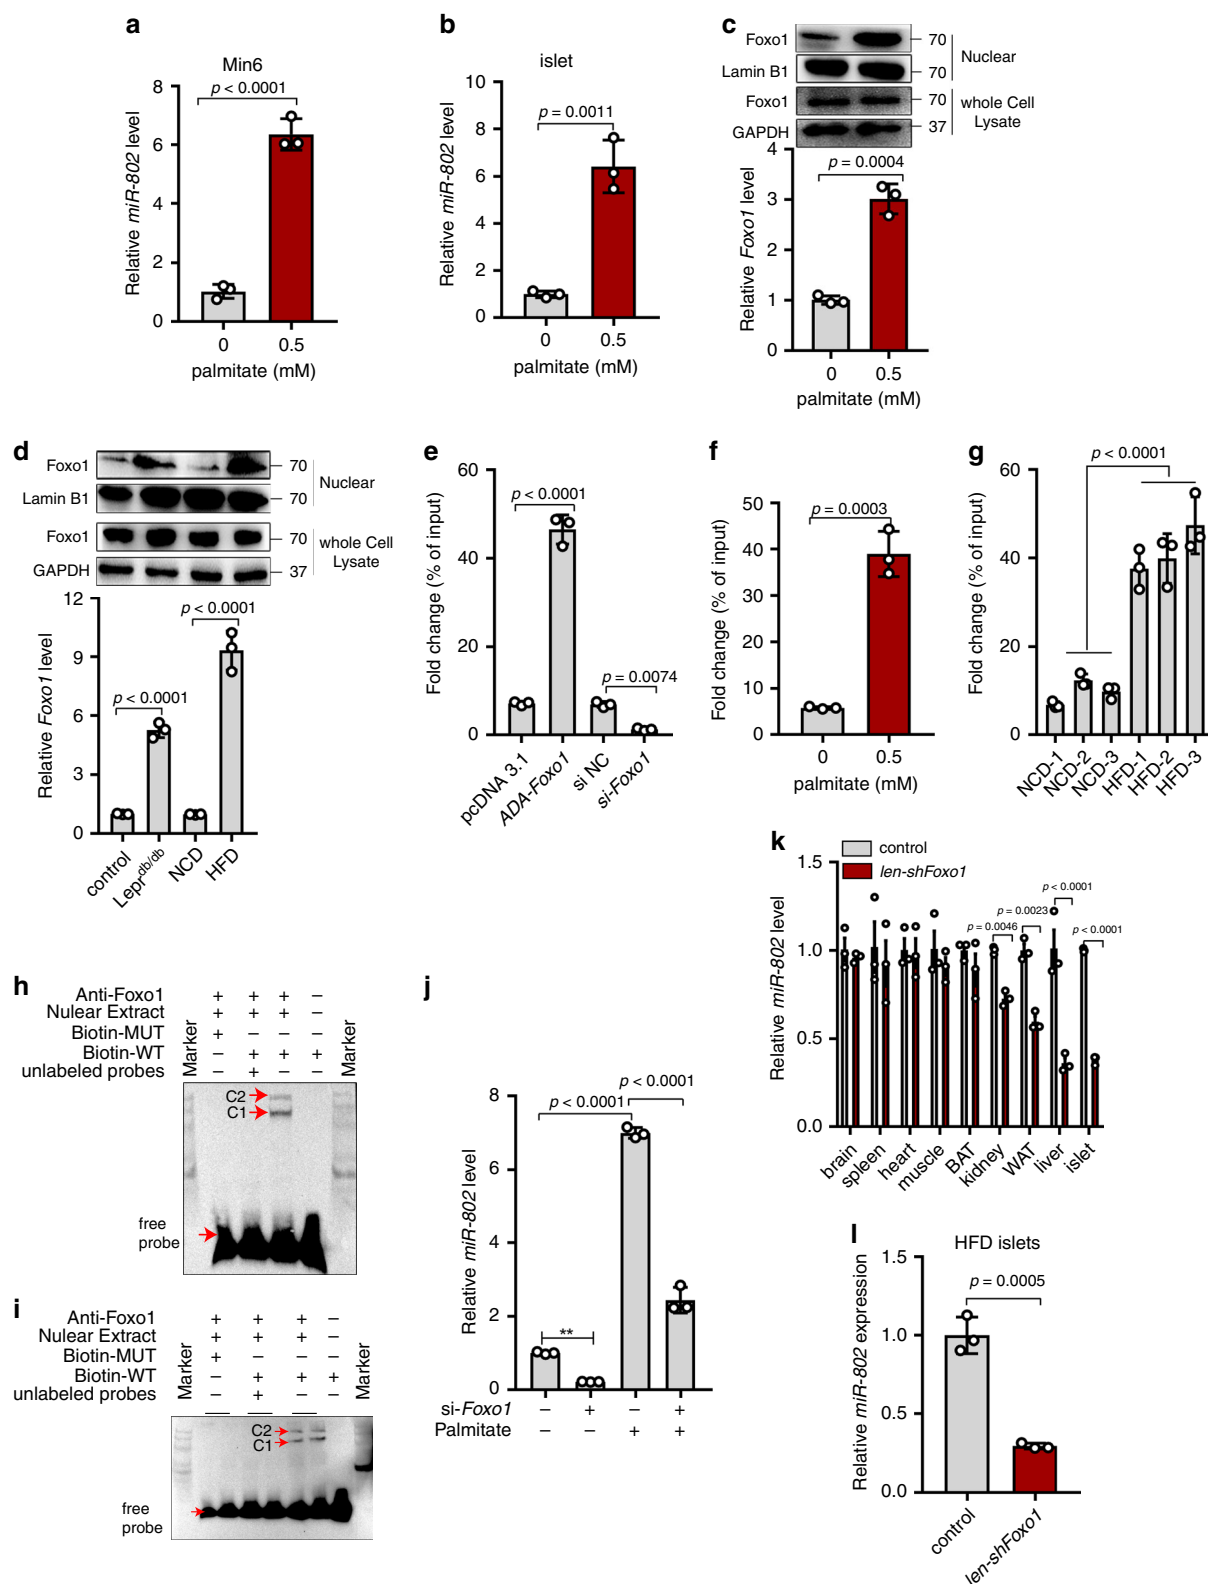 a
Min6
p < 0.0001
Relative miR-802 level
8
6
4
2
0
0
0.5
palmitate (mM)
b
islet
p = 0.0011
Relative miR-802 level
10
8
6
4
2
0
0
0.5
palmitate (mM)
c
Foxo1
70
Lamin B1
70
Nuclear
Foxo1
70
GAPDH
37
whole Cell
Lysate
p = 0.0004
Relative Foxo1 level
4
3
2
1
0
0
0.5
palmitate (mM)
d
Foxo1
70
Lamin B1
70
Nuclear
Foxo1
70
GAPDH
37
whole Cell
Lysate
p < 0.0001
p < 0.0001
Relative Foxo1 level
12
9
6
3
0
control
Lepr db/db
NCD
HFD
e
p < 0.0001
p = 0.0074
Fold change (% of input)
60
40
20
0
pcDNA 3.1
ADA-Foxo1
si NC
si-Foxo1
f
p = 0.0003
Fold change (% of input)
50
40
30
20
10
0
0
0.5
palmitate (mM)
g
p < 0.0001
Fold change (% of input)
60
40
20
0
NCD-1
NCD-2
NCD-3
HFD-1
HFD-2
HFD-3
h
Anti-Foxo1 + + + −
Nulear Extract + + + −
Biotin-MUT + − − −
Biotin-WT − + + +
unlabeled probes − + − −
Marker
Marker
C2
C1
free
probe
i
Anti-Foxo1 + + + −
Nulear Extract + + + −
Biotin-MUT + − − −
Biotin-WT − + + +
unlabeled probes − + − −
Marker
Marker
C2
C1
free
probe
j
p < 0.0001
p < 0.0001
**
Relative miR-802 level
8
6
4
2
0
si-Foxo1 − + − +
Palmitate − − + +
k
control
len-shFoxo1
p = 0.0046
p = 0.0023
p < 0.0001
p < 0.0001
Relative miR-802 level
1.5
1.0
0.5
0.0
brain
spleen
heart
muscle
BAT
kidney
WAT
liver
islet
l
HFD islets
p = 0.0005
Relative miR-802 expression
1.5
1.0
0.5
0.0
control
len-shFoxo1